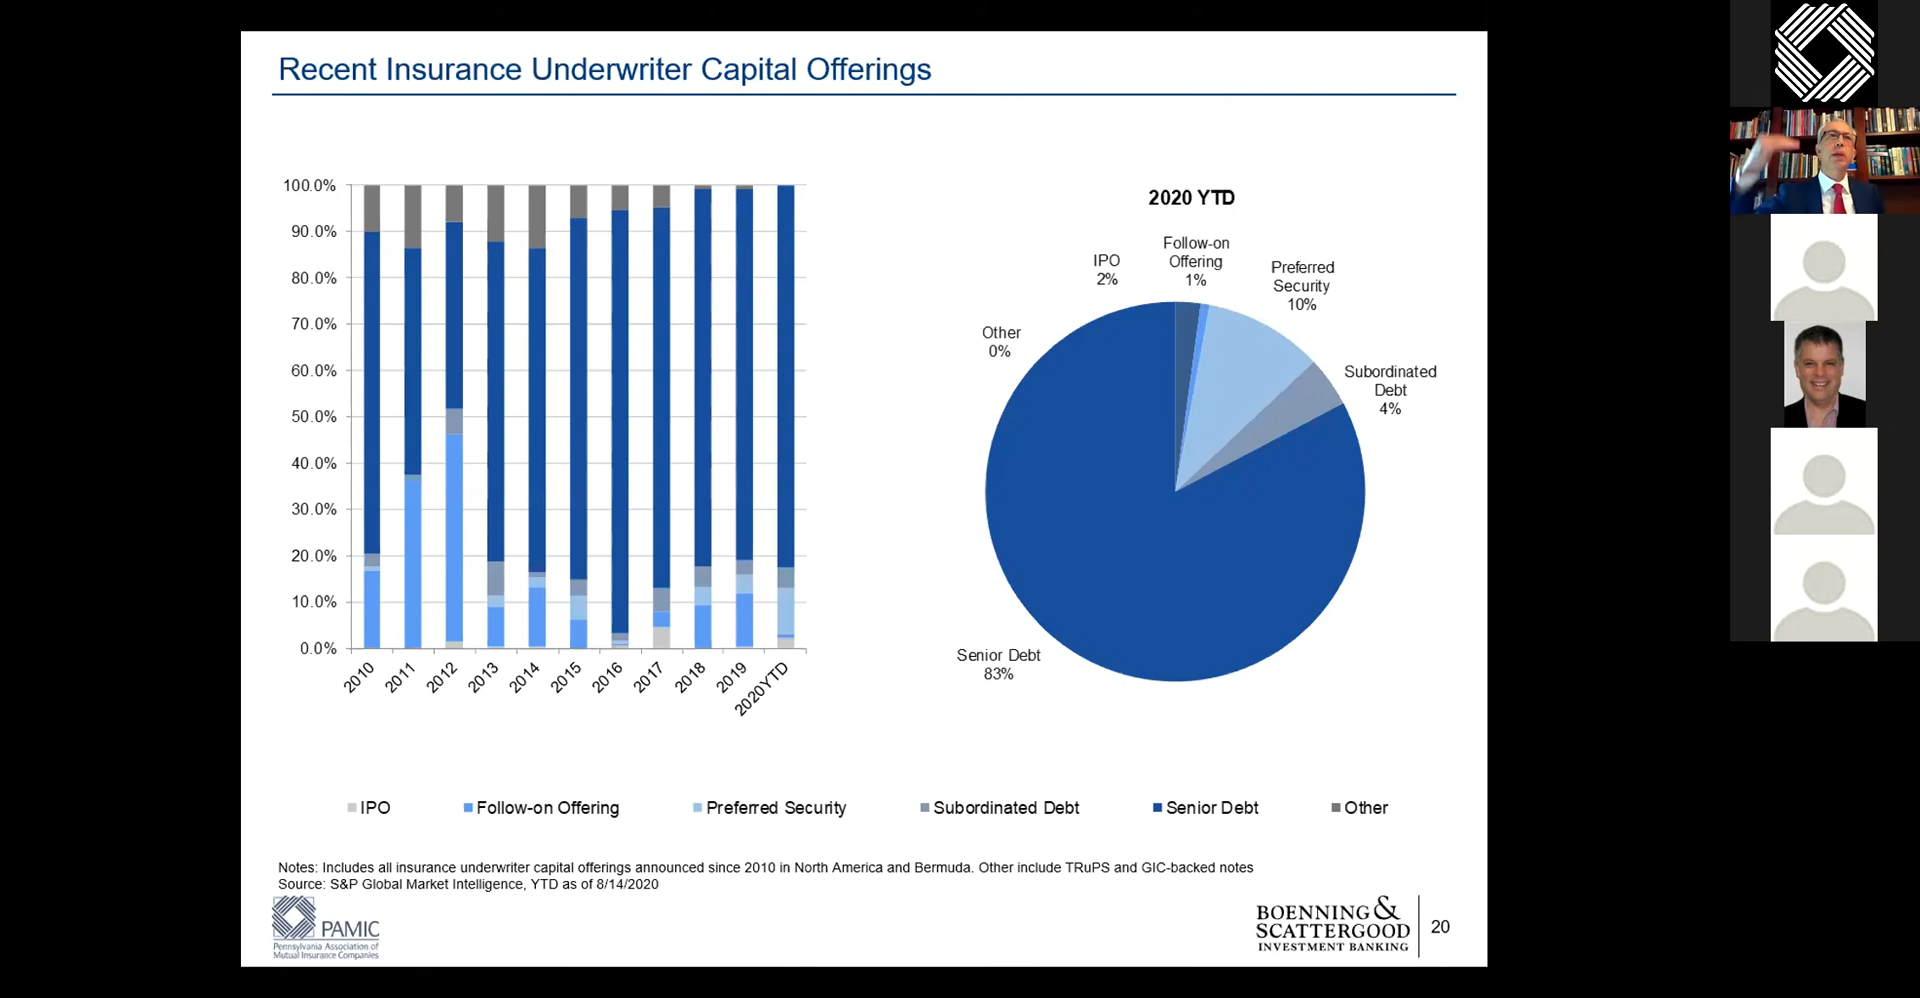 Recent Insurance Underwriter Capital Offerings
100.0%
90.0%
80.0%
70.0%
60.0%
50.0%
40.0%
30.0%
20.0%
10.0%
0.0%
2010
2011
2012
2013
2014
2015
2016
2017
2018
2019
2020YTD
2020 YTD
IPO
2%
Follow-on
Offering
1%
Preferred
Security
10%
Other
0%
Subordinated
Debt
4%
Senior Debt
83%
IPO
Follow-on Offering
Preferred Security
Subordinated Debt
Senior Debt
Other
Notes: Includes all insurance underwriter capital offerings announced since 2010 in North America and Bermuda. Other include TRuPS and GIC-backed notes
Source: S&P Global Market Intelligence, YTD as of 8/14/2020
PAMIC
Pennsylvania Association of
Mutual Insurance Companies
BOENNING &
SCATTERGOOD
INVESTMENT BANKING
20